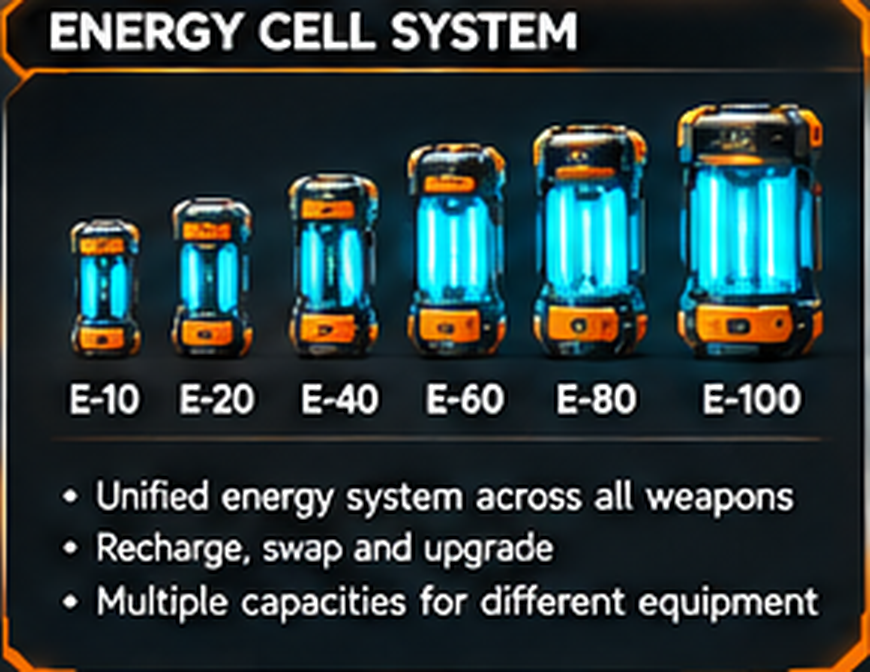 ENERGY CELL SYSTEM
E-10 E-20 E-40 E-60 E-80 E-100
• Unified energy system across all weapons
• Recharge, swap and upgrade
• Multiple capacities for different equipment